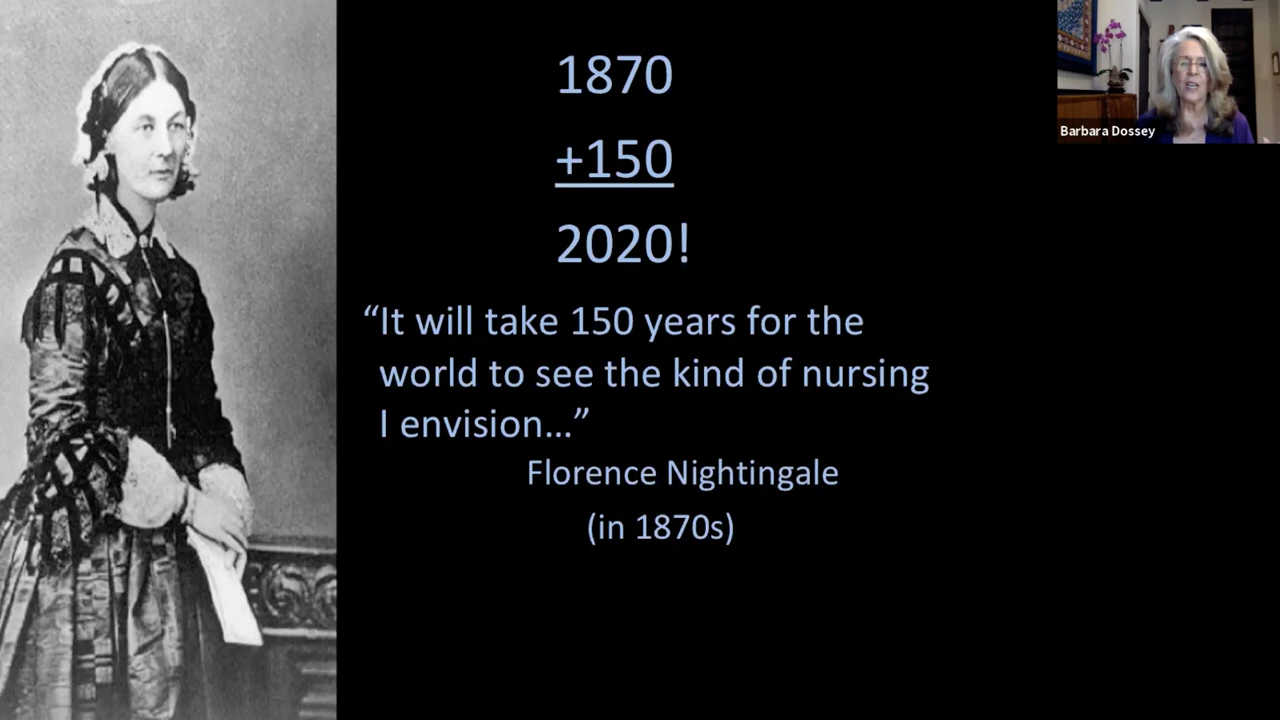 1870
+150
2020!
“It will take 150 years for the
world to see the kind of nursing
I envision…”
Florence Nightingale
(in 1870s)
Barbara Dossey